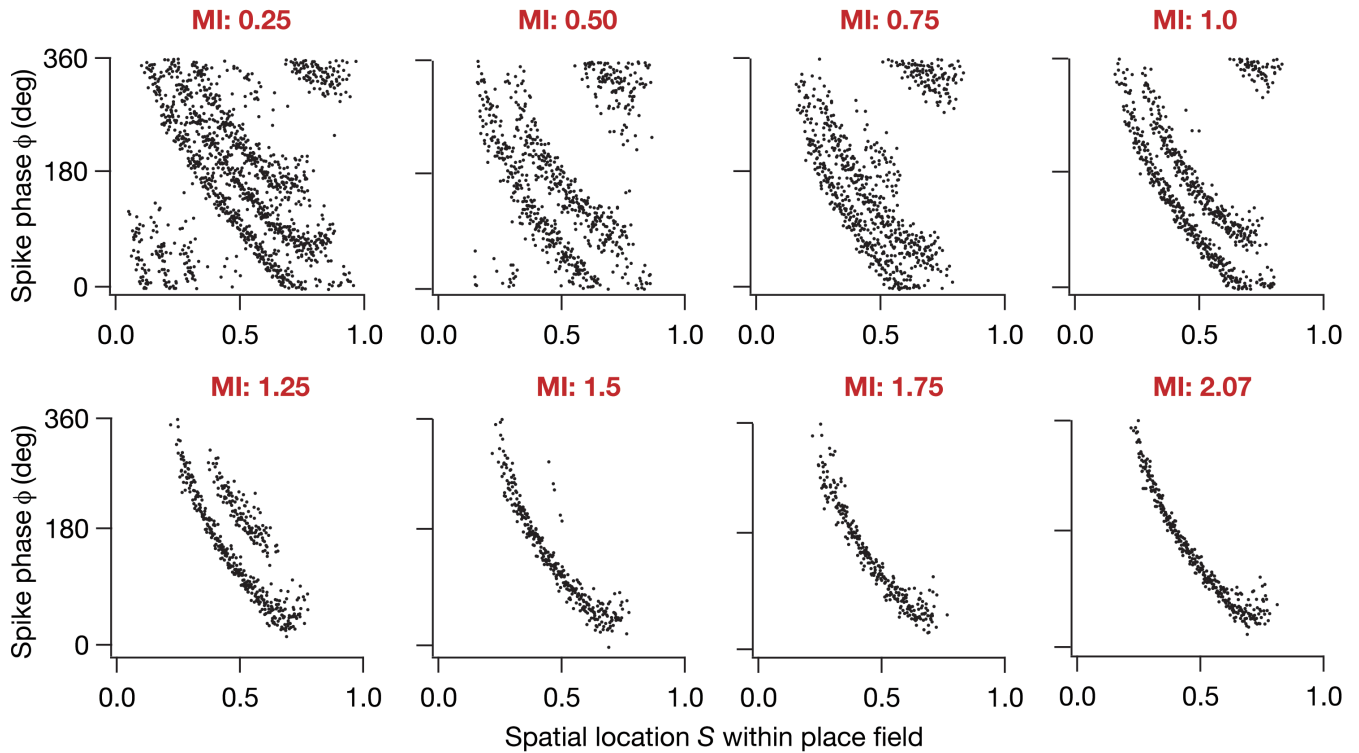 MI: 0.25
MI: 0.50
MI: 0.75
MI: 1.0
Spike phase ϕ (deg)
360
180
0
0.0 0.5 1.0
0.0 0.5 1.0
0.0 0.5 1.0
0.0 0.5 1.0
MI: 1.25
MI: 1.5
MI: 1.75
MI: 2.07
Spike phase ϕ (deg)
360
180
0
0.0 0.5 1.0
0.0 0.5 1.0
0.0 0.5 1.0
0.0 0.5 1.0
Spatial location S within place field